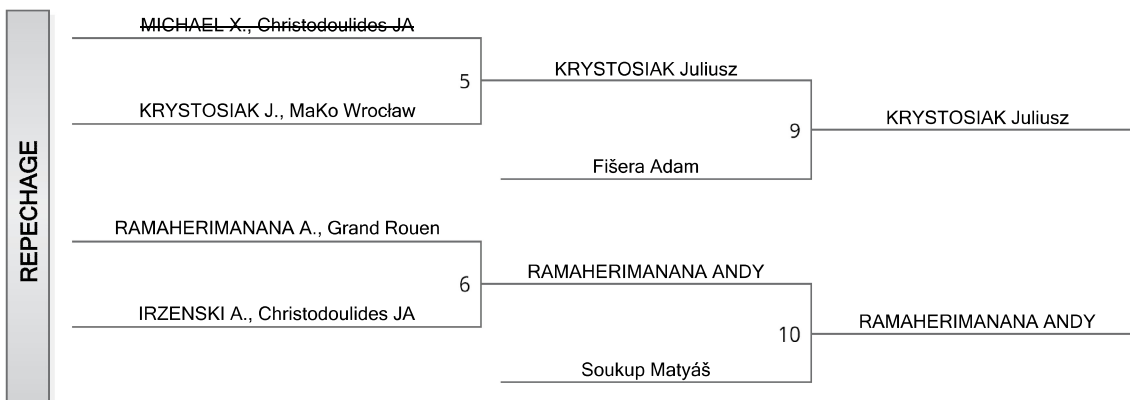 REPECHAGE
MICHAEL X., Christodoulides JA
KRYSTOSIAK J., MaKo Wrocław
5
KRYSTOSIAK Juliusz
Fišera Adam
9
KRYSTOSIAK Juliusz
RAMAHERIMANANA A., Grand Rouen
IRZENSKI A., Christodoulides JA
6
RAMAHERIMANANA ANDY
Soukup Matyáš
10
RAMAHERIMANANA ANDY